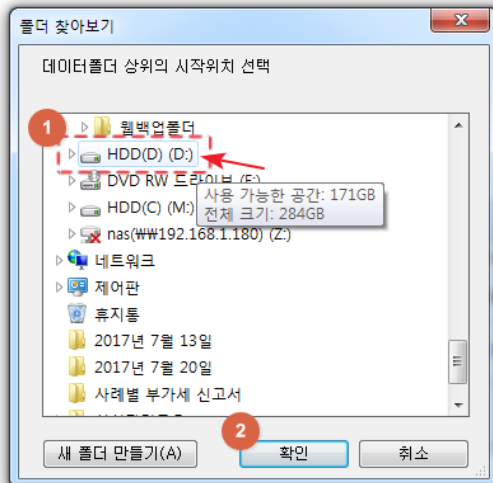 폴더 찾아보기
데이터폴더 상위의 시작위치 선택
1
웹백업폴더
HDD(D) (D:)
DVD RW 드라이브 (E:)
사용 가능한 공간: 171GB
HDD(C) (M:)
전체 크기: 284GB
nas(₩₩192.168.1.180) (Z:)
네트워크
제어판
휴지통
2017년 7월 13일
2017년 7월 20일
사례별 부가세 신고서
2
새 폴더 만들기(A)
확인
취소